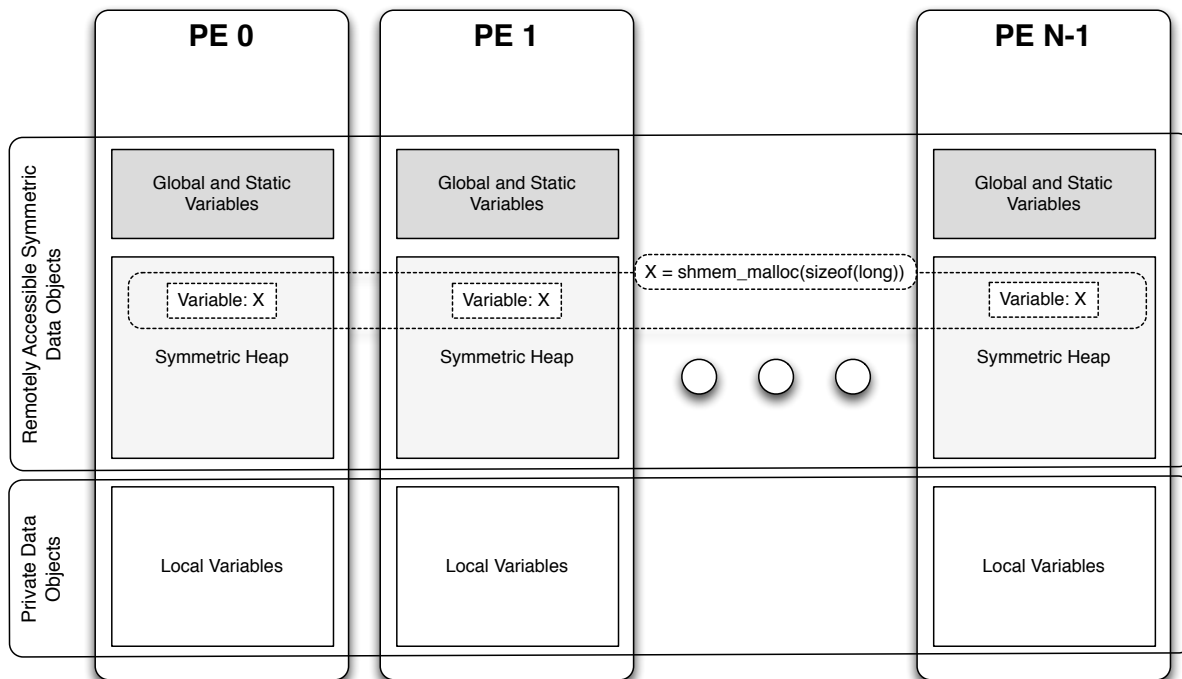 PE 0
PE 1
PE N-1
Remotely Accessible Symmetric
Data Objects
Global and Static
Variables
Global and Static
Variables
Global and Static
Variables
X = shmem_malloc(sizeof(long))
Variable: X
Variable: X
Variable: X
Symmetric Heap
Symmetric Heap
Symmetric Heap
Private Data
Objects
Local Variables
Local Variables
Local Variables